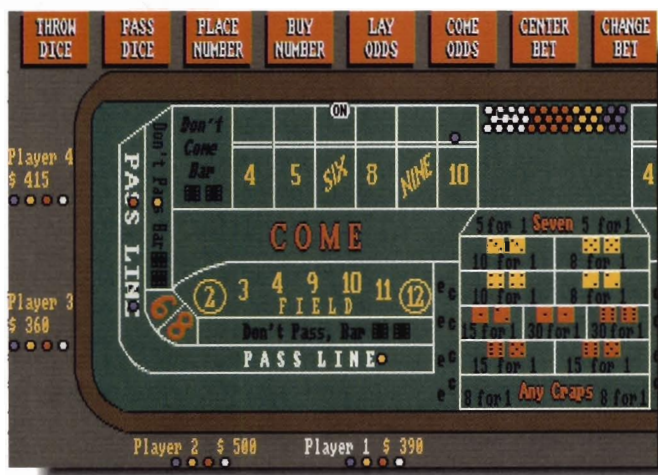 THROW DICE PASS DICE PLACE NUMBER BUY NUMBER LAY ODDS COME ODDS CENTER BET CHANGE BET
ON
Don't Come Bar
Don't Pass Bar
PASS LINE
4 5 SIX 8 NINE 10 4
Player 4
$ 415
COME
5 for 1 Seven 5 for 1
10 for 1 8 for 1
10 for 1 8 for 1
15 for 1 30 for 1 30 for 1
15 for 1 15 for 1
8 for 1 Any Craps 8 for 1
e c
e c
e c
e c
e
2 3 4 9 10 11 12
FIELD
6 8
Don't Pass, Bar
PASS LINE
Player 3
$ 360
Player 2 $ 500 Player 1 $ 390